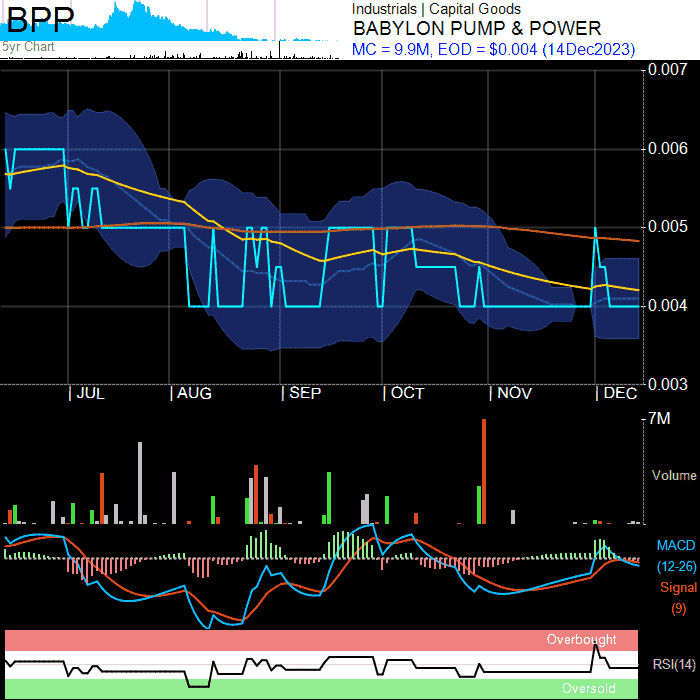 BPP
5yr Chart
Industrials | Capital Goods
BABYLON PUMP & POWER
MC = 9.9M, EOD = $0.004 (14Dec2023)
0.007
0.006
0.005
0.004
0.003
| JUL | AUG | SEP | OCT | NOV | DEC
7M
Volume
MACD
(12-26)
Signal
(9)
Overbought
RSI(14)
Oversold